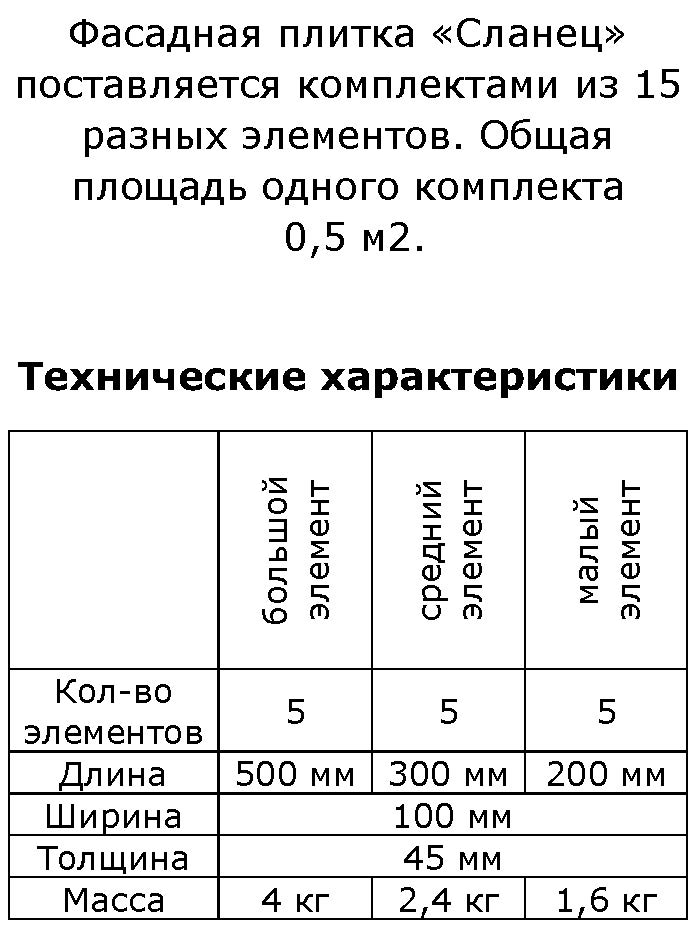 Фасадная плитка «Сланец»
поставляется комплектами из 15
разных элементов. Общая
площадь одного комплекта
0,5 м2.
Технические характеристики
большой
элемент
средний
элемент
малый
элемент
Кол-во
элементов
5 5 5
Длина 500 мм 300 мм 200 мм
Ширина 100 мм
Толщина 45 мм
Масса 4 кг 2,4 кг 1,6 кг